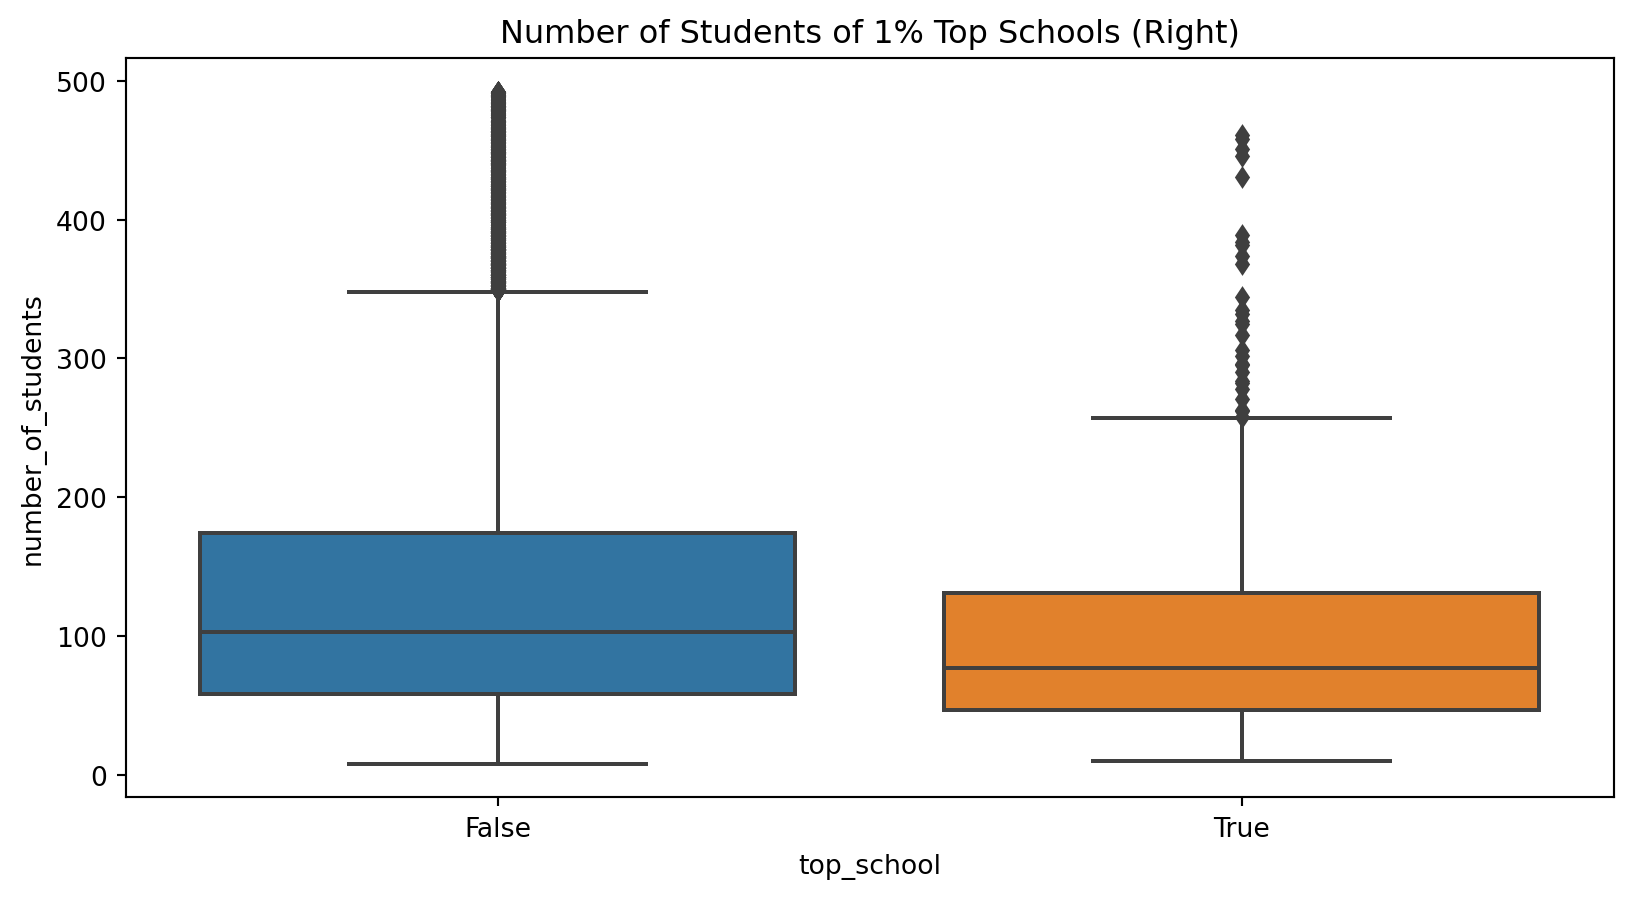 Number of Students of 1% Top Schools (Right)
number_of_students
500
400
300
200
100
0
False
True
top_school